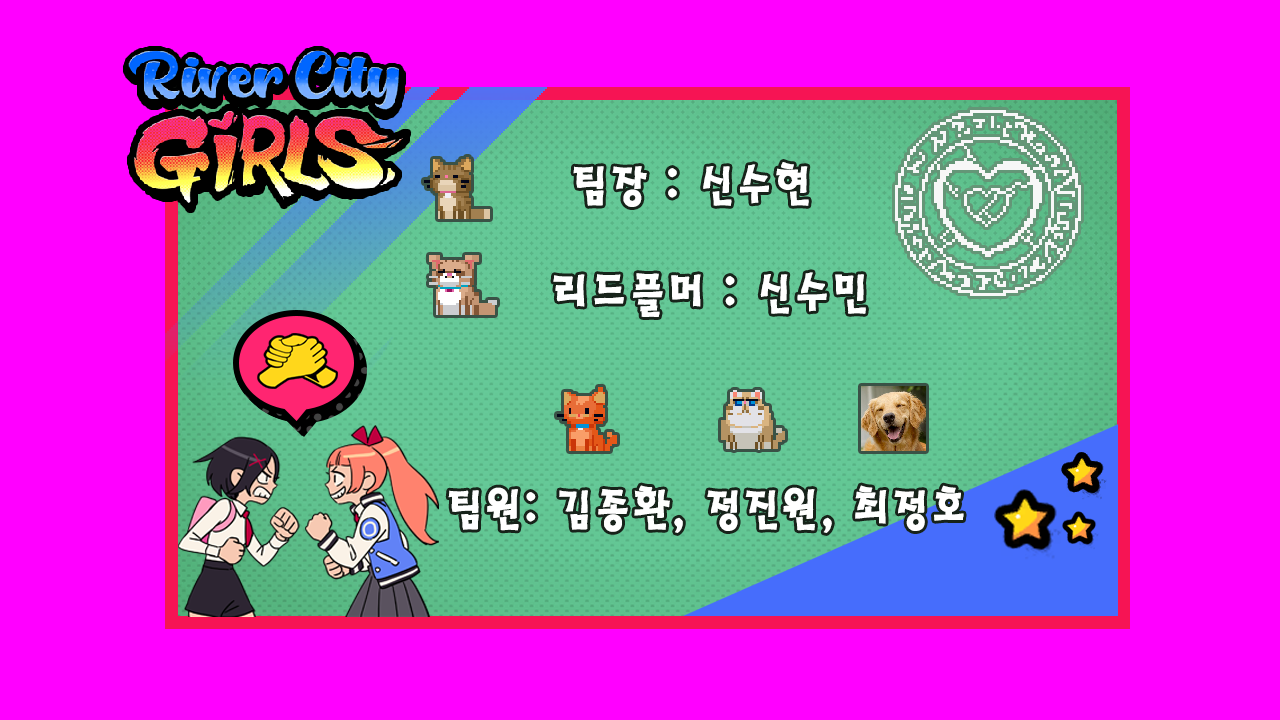 River City
GIRLS
팀장 : 신수현
리드플머 : 신수민
팀원: 김종환, 정진원, 최정호